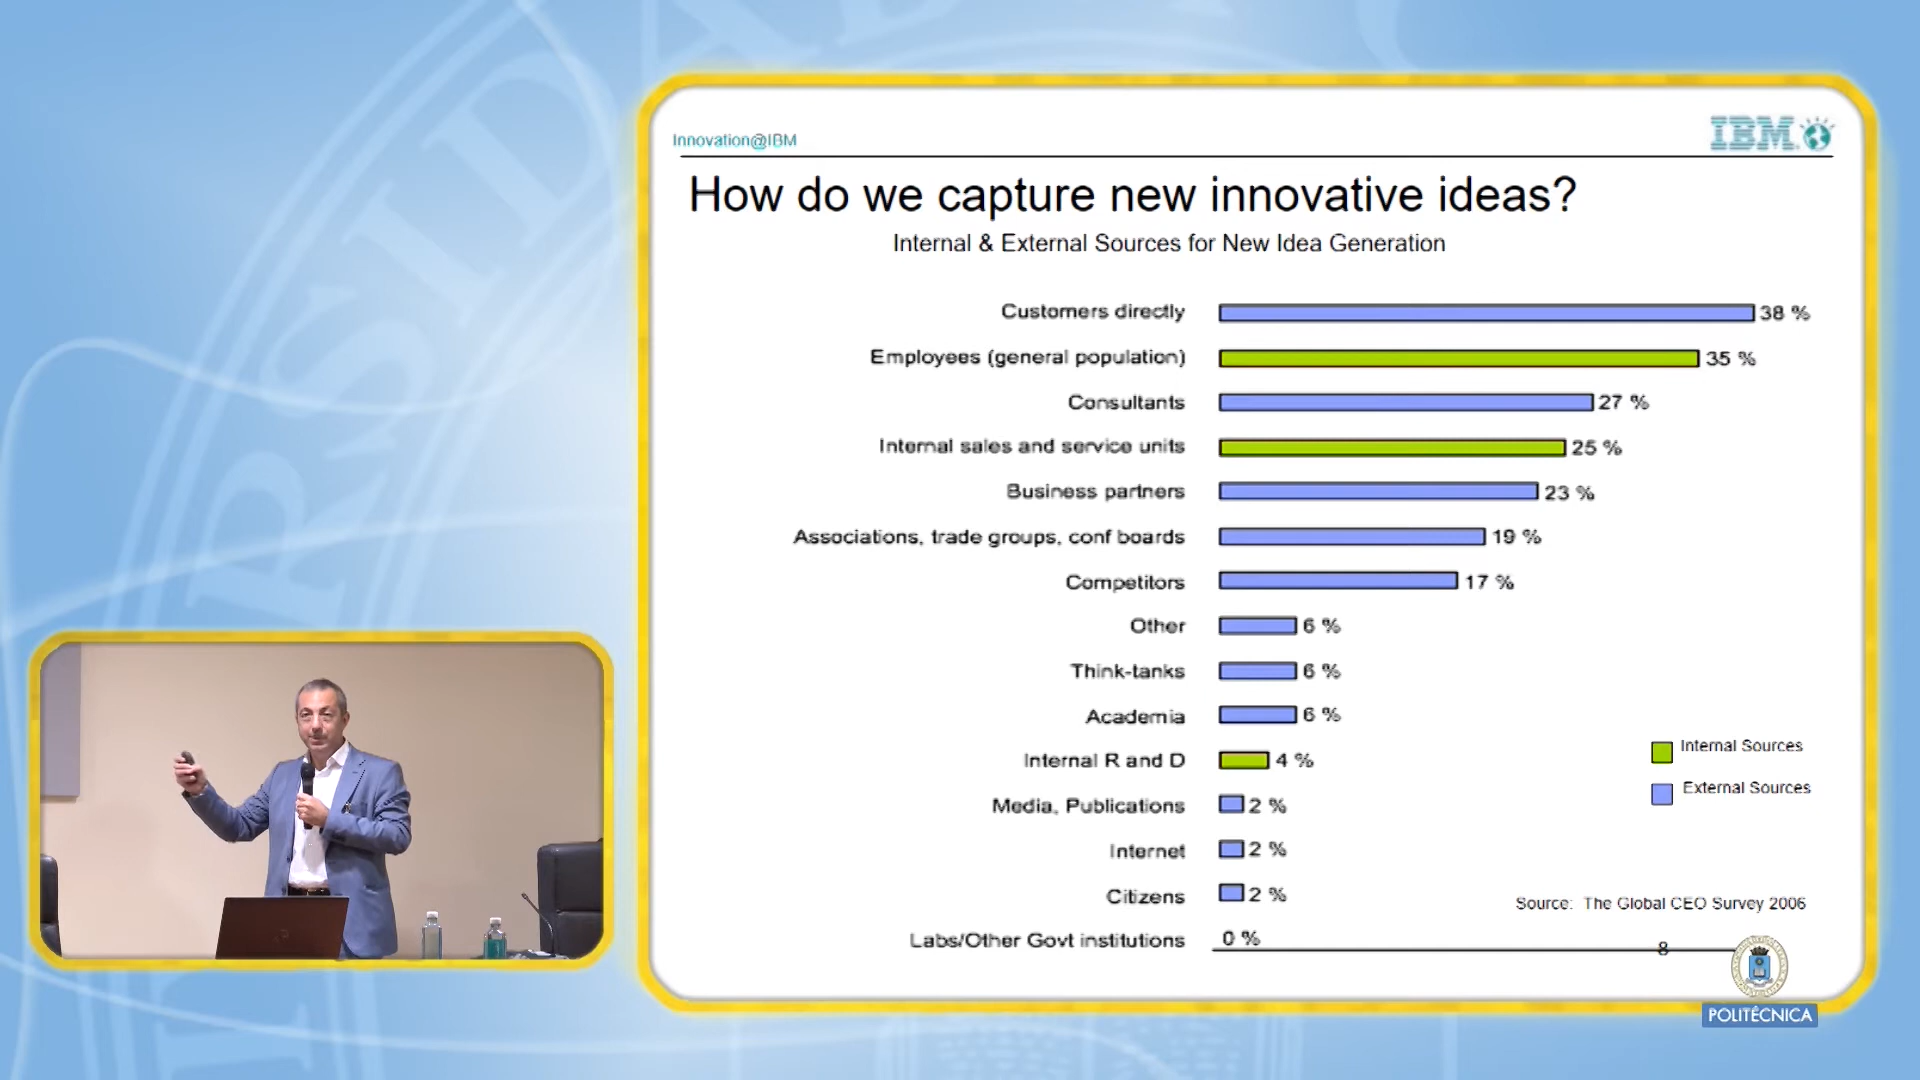 Innovation@IBM
IBM
How do we capture new innovative ideas?
Internal & External Sources for New Idea Generation
Customers directly 38 %
Employees (general population) 35 %
Consultants 27 %
Internal sales and service units 25 %
Business partners 23 %
Associations, trade groups, conf boards 19 %
Competitors 17 %
Other 6 %
Think-tanks 6 %
Academia 6 %
Internal R and D 4 %
Media, Publications 2 %
Internet 2 %
Citizens 2 %
Labs/Other Govt institutions 0 %
Internal Sources
External Sources
Source: The Global CEO Survey 2006
8
POLITÉCNICA